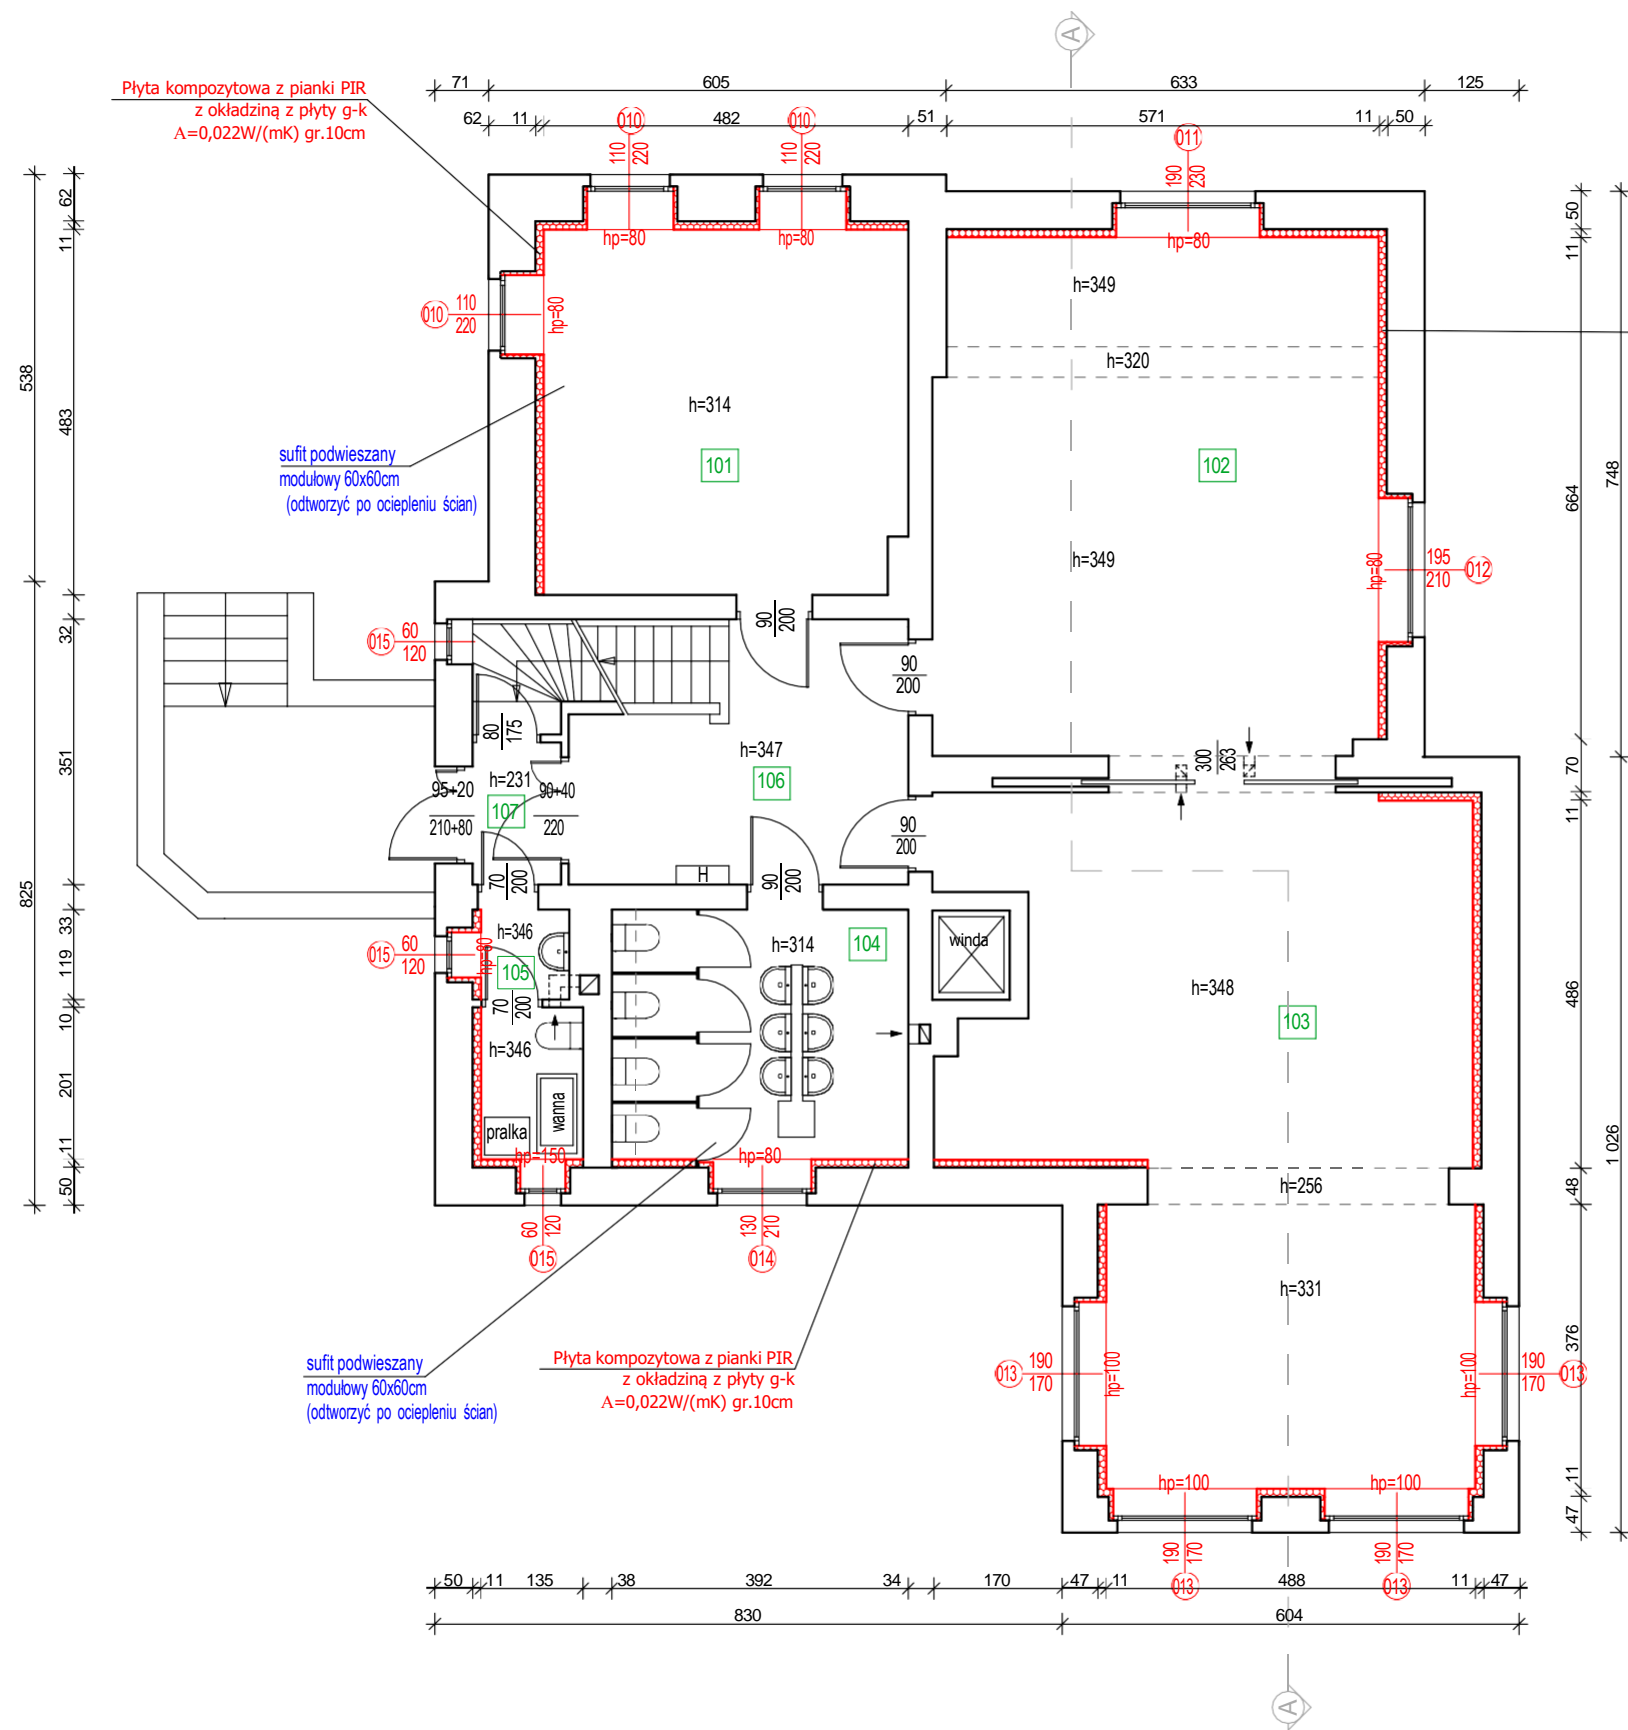 A
71
605
633
125
Płyta kompozytowa z pianki PIR
z okładziną z płyty g-k
Α=0,022W/(mK) gr.10cm
62
11
010
482
010
51
571
11
50
110
220
110
220
011
190
230
62
11
50
11
hp=80
hp=80
hp=80
h=349
010
110
220
hp=80
h=320
538
483
h=314
sufit podwieszany
modułowy 60x60cm
(odtworzyć po ociepleniu ścian)
101
102
664
748
h=349
hp=80
195
210
012
32
015
60
120
90
200
90
200
80
175
h=347
300
263
351
h=231
106
70
95+20
210+80
107
90+40
220
11
90
200
70
200
H
90
200
825
33
h=346
h=314
104
winda
015
60
120
hp=80
119
105
h=348
486
10
70
200
103
h=346
201
wanna
pralka
11
hp=150
hp=80
50
h=256
48
60
120
015
130
210
014
h=331
1 026
sufit podwieszany
modułowy 60x60cm
(odtworzyć po ociepleniu ścian)
Płyta kompozytowa z pianki PIR
z okładziną z płyty g-k
Α=0,022W/(mK) gr.10cm
013
190
170
hp=100
hp=100
190
170
013
376
hp=100
hp=100
11
47
190
170
190
170
50
11
135
38
392
34
170
47
11
013
488
013
11
47
830
604
A